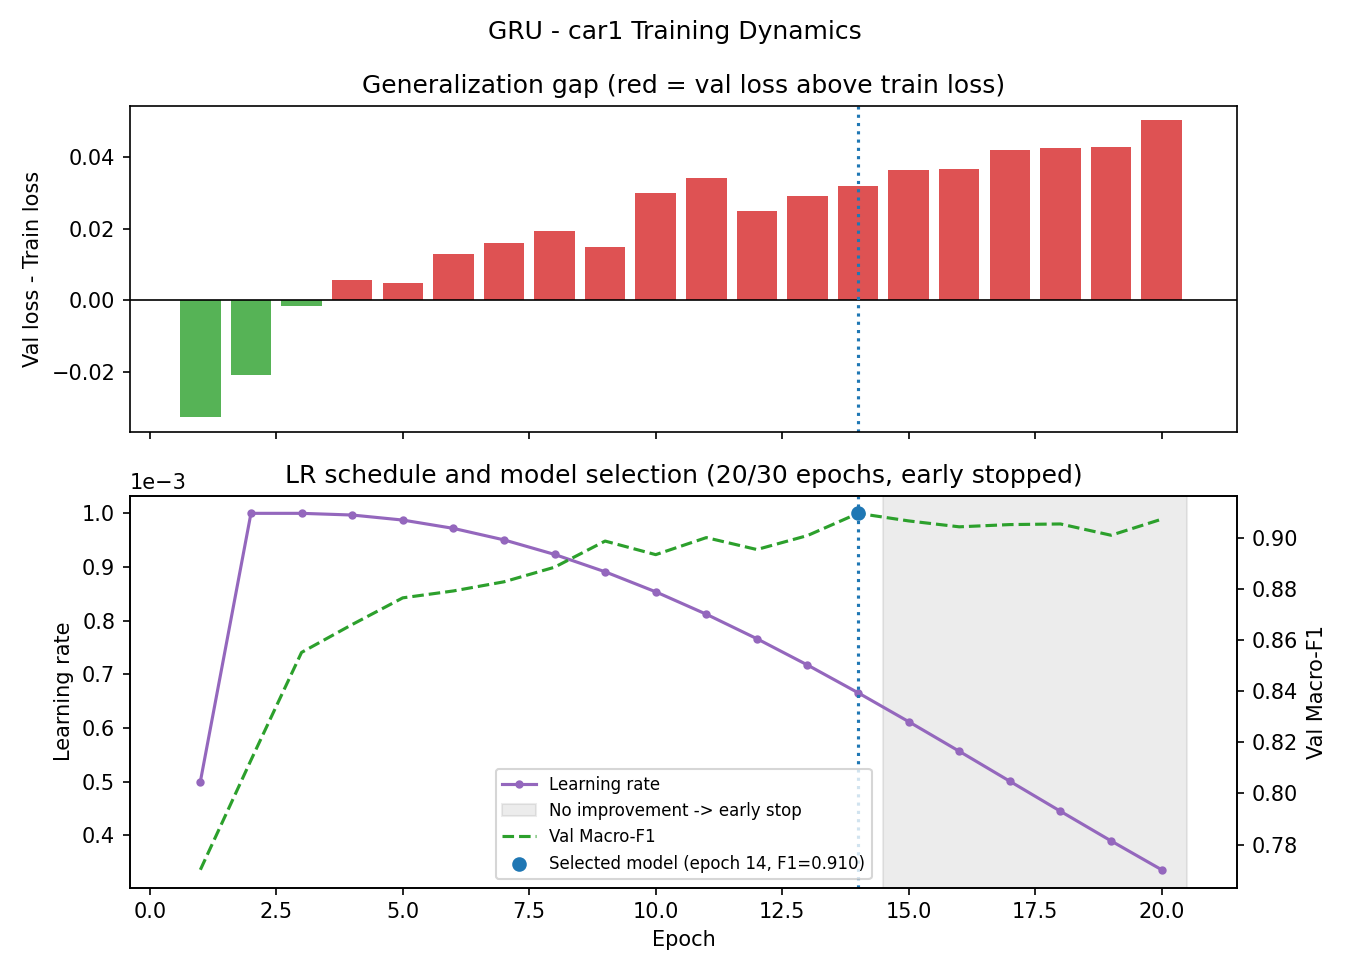 GRU - car1 Training Dynamics
Generalization gap (red = val loss above train loss)
Val loss - Train loss
0.04
0.02
0.00
−0.02
LR schedule and model selection (20/30 epochs, early stopped)
1e−3
Learning rate
1.0
0.9
0.8
0.7
0.6
0.5
0.4
Learning rate
No improvement -> early stop
Val Macro-F1
Selected model (epoch 14, F1=0.910)
0.90
0.88
0.86
0.84
0.82
0.80
0.78
Val Macro-F1
0.0 2.5 5.0 7.5 10.0 12.5 15.0 17.5 20.0
Epoch